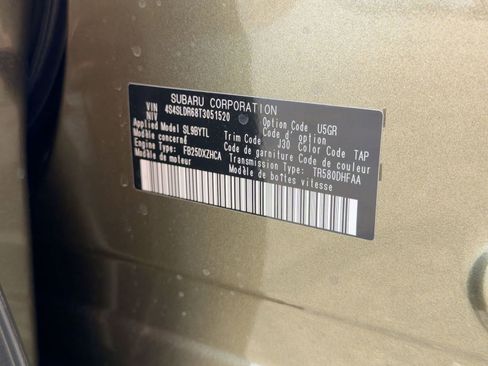 SUBARU CORPORATION
VIN
NIV 4S4SLDR68T3051520
Option Code U5GR
Code d' option
Applied Model SL9BYTL
Modèle concerné
Trim Code J30 Color Code TAP
Code de garniture Code de couleur
Engine Type: FB25DXZHCA
Modèle de moteur
Transmission Type: TR580DHFAA
Modèle de boîtes vitesse